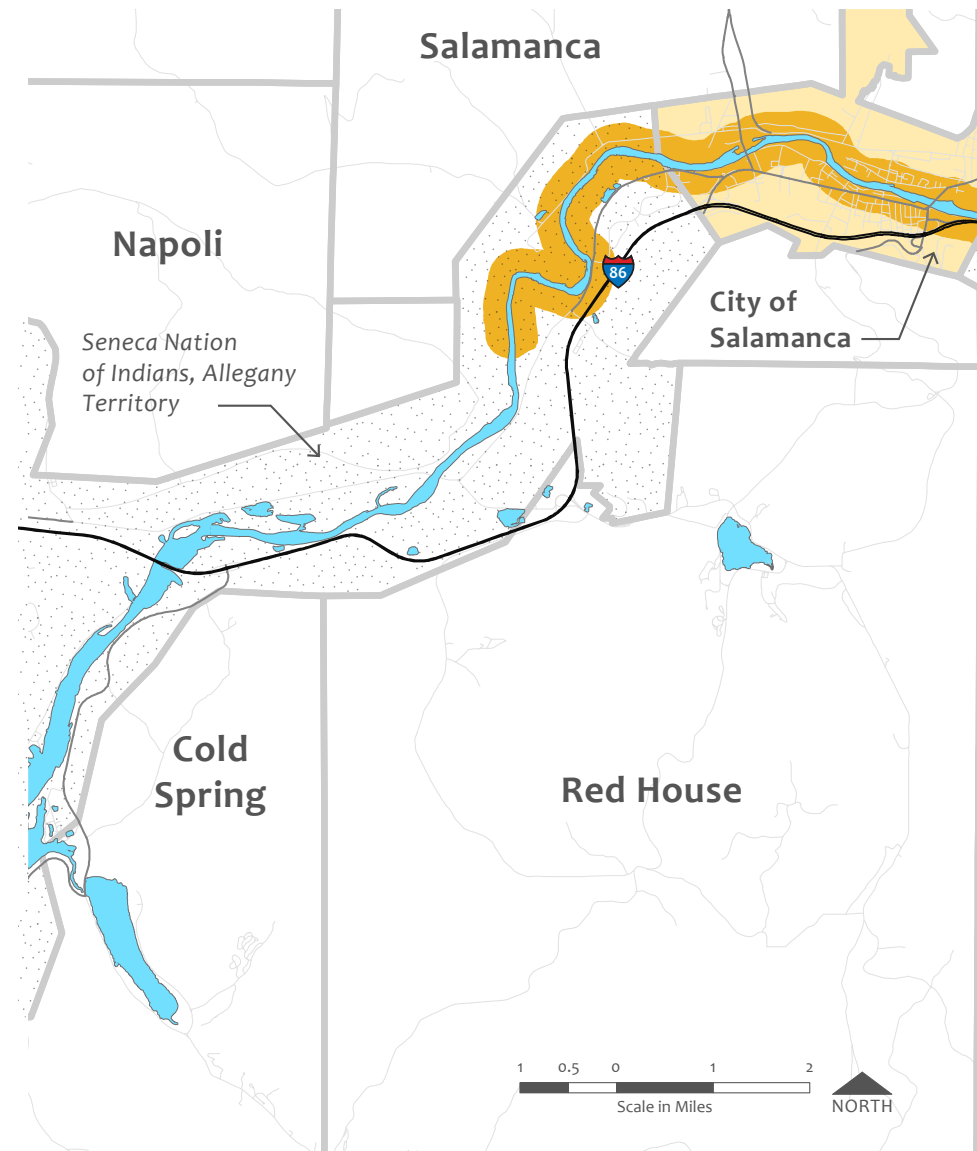 Salamanca
Napoli
Seneca Nation
of Indians, Allegany
Territory
86
City of
Salamanca
Cold
Spring
Red House
1 0.5 0 1 2
Scale in Miles
NORTH